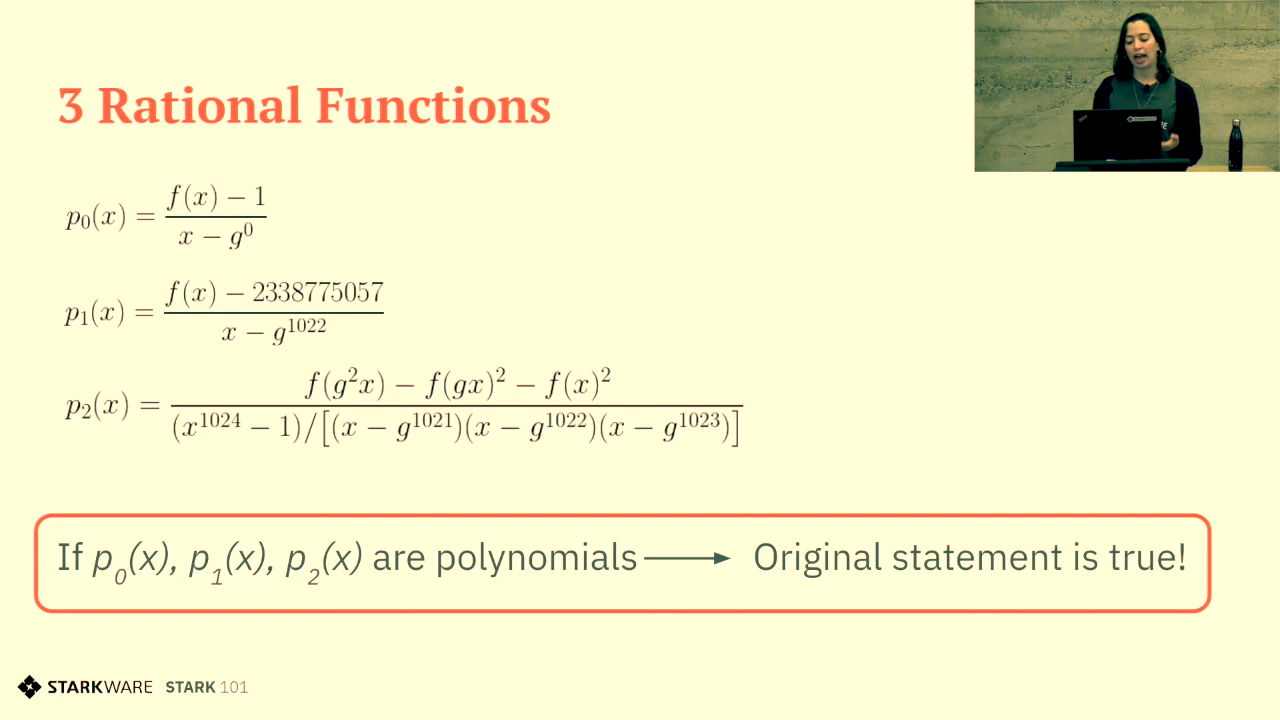 3 Rational Functions
p₀(x) = (f(x) − 1) / (x − g⁰)
p₁(x) = (f(x) − 2338775057) / (x − g¹⁰²²)
p₂(x) = (f(g²x) − f(gx)² − f(x)²) / ((x¹⁰²⁴ − 1)/[(x − g¹⁰²¹)(x − g¹⁰²²)(x − g¹⁰²³)])
If p₀(x), p₁(x), p₂(x) are polynomials ⟶ Original statement is true!
STARKWARE STARK 101